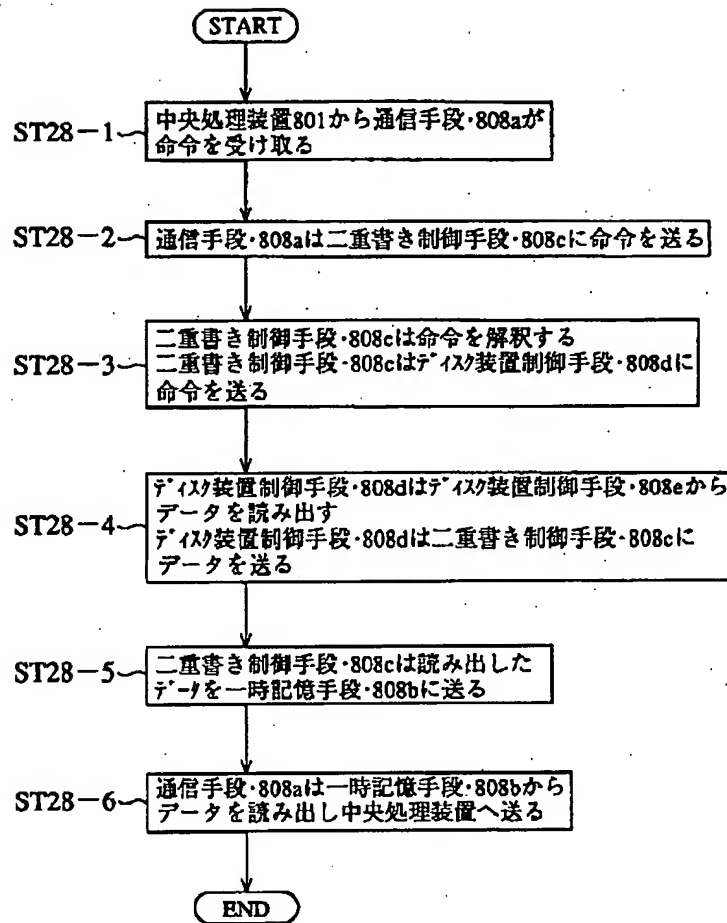 START
ST28-1
中央処理装置801から通信手段・808aが
命令を受け取る
ST28-2
通信手段・808aは二重書き制御手段・808cに命令を送る
ST28-3
二重書き制御手段・808cは命令を解釈する
二重書き制御手段・808cはディスク装置制御手段・808dに
命令を送る
ST28-4
ディスク装置制御手段・808dはディスク装置制御手段・808eから
データを読み出す
ディスク装置制御手段・808dは二重書き制御手段・808cに
データを送る
ST28-5
二重書き制御手段・808cは読み出した
データを一時記憶手段・808bに送る
ST28-6
通信手段・808aは一時記憶手段・808bから
データを読み出し中央処理装置へ送る
END